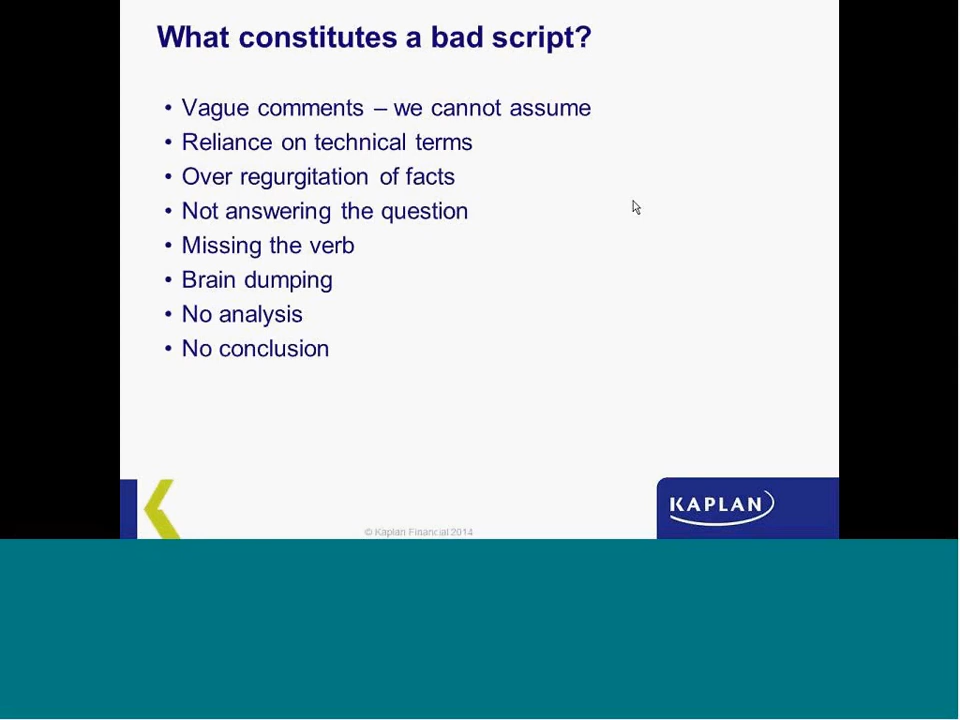 What constitutes a bad script?
• Vague comments – we cannot assume
• Reliance on technical terms
• Over regurgitation of facts
• Not answering the question
• Missing the verb
• Brain dumping
• No analysis
• No conclusion
KAPLAN
© Kaplan Financial 2014